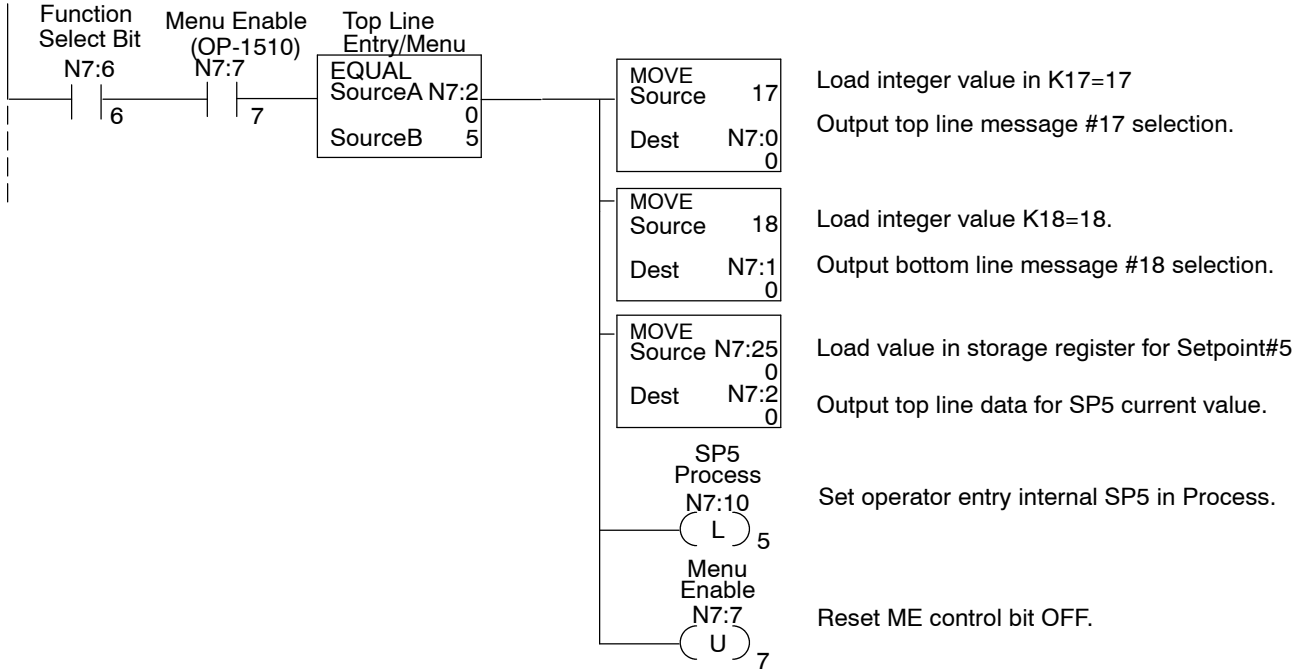 Function
Select Bit
N7:6
6
Menu Enable
(OP-1510)
N7:7
7
Top Line
Entry/Menu
EQUAL
SourceA N7:2
0
SourceB 5
MOVE
Source 17
Dest N7:0
0
Load integer value in K17=17
Output top line message #17 selection.
MOVE
Source 18
Dest N7:1
0
Load integer value K18=18.
Output bottom line message #18 selection.
MOVE
Source N7:25
0
Dest N7:2
0
Load value in storage register for Setpoint#5
Output top line data for SP5 current value.
SP5
Process
N7:10
L
5
Set operator entry internal SP5 in Process.
Menu
Enable
N7:7
U
7
Reset ME control bit OFF.